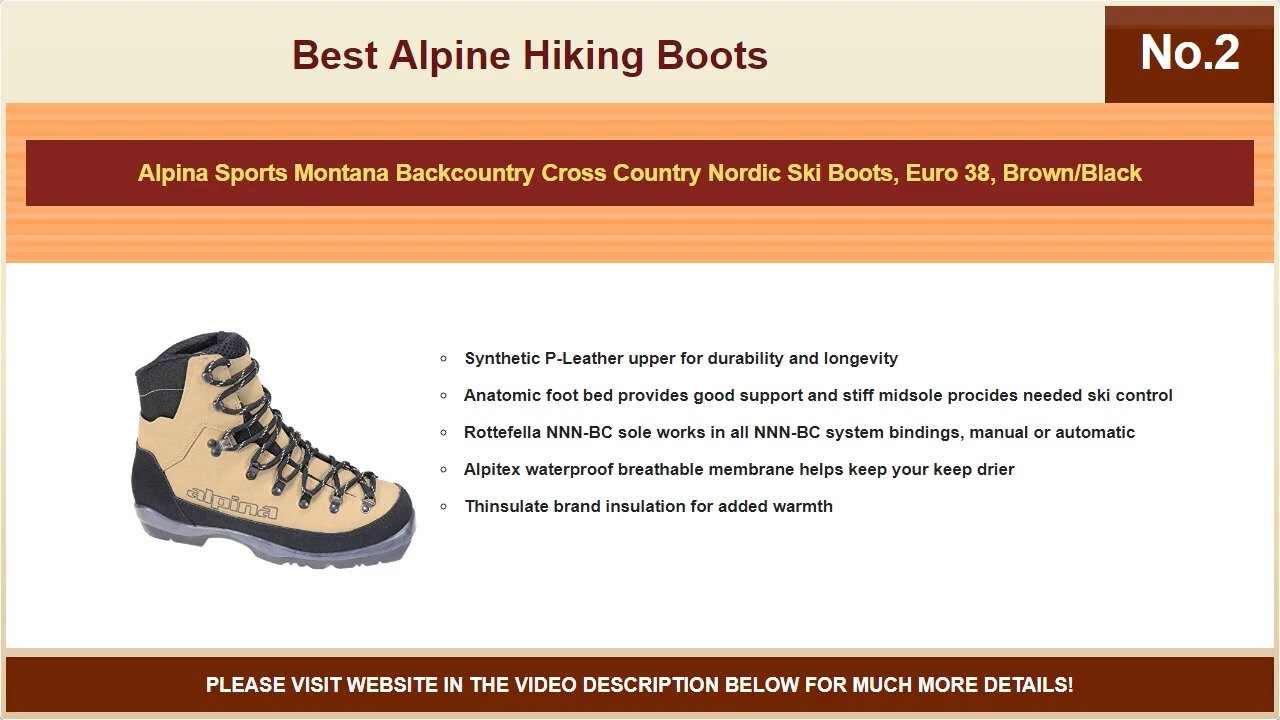 Best Alpine Hiking Boots
No.2
Alpina Sports Montana Backcountry Cross Country Nordic Ski Boots, Euro 38, Brown/Black
Synthetic P-Leather upper for durability and longevity
Anatomic foot bed provides good support and stiff midsole procides needed ski control
Rottefella NNN-BC sole works in all NNN-BC system bindings, manual or automatic
Alpitex waterproof breathable membrane helps keep your keep drier
Thinsulate brand insulation for added warmth
alpina
PLEASE VISIT WEBSITE IN THE VIDEO DESCRIPTION BELOW FOR MUCH MORE DETAILS!